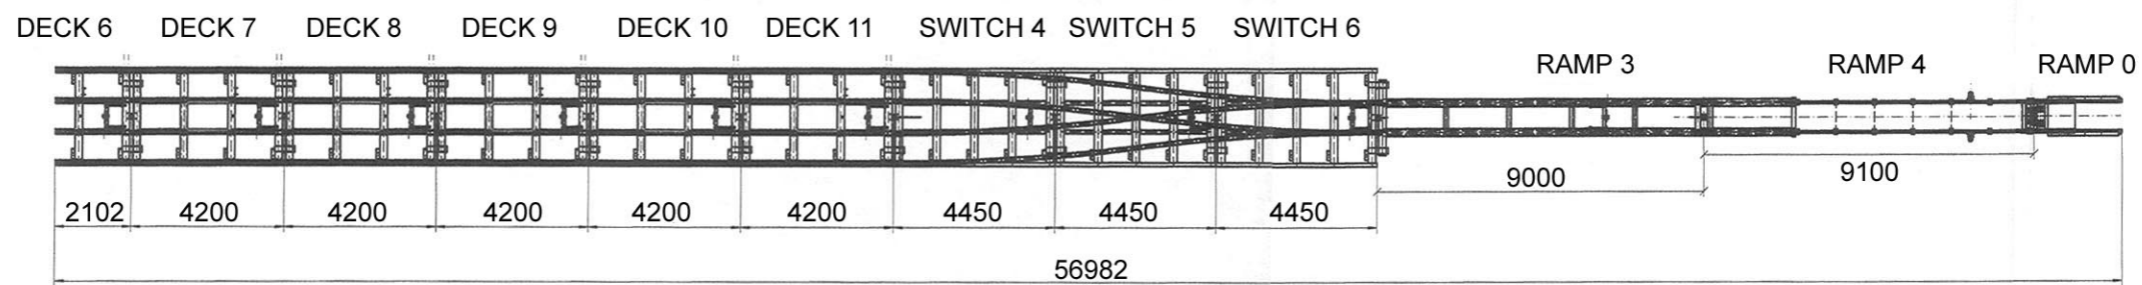 DECK 6 DECK 7 DECK 8 DECK 9 DECK 10 DECK 11 SWITCH 4 SWITCH 5 SWITCH 6
RAMP 3 RAMP 4 RAMP 0
9000 9100
2102 4200 4200 4200 4200 4200 4450 4450 4450
56982